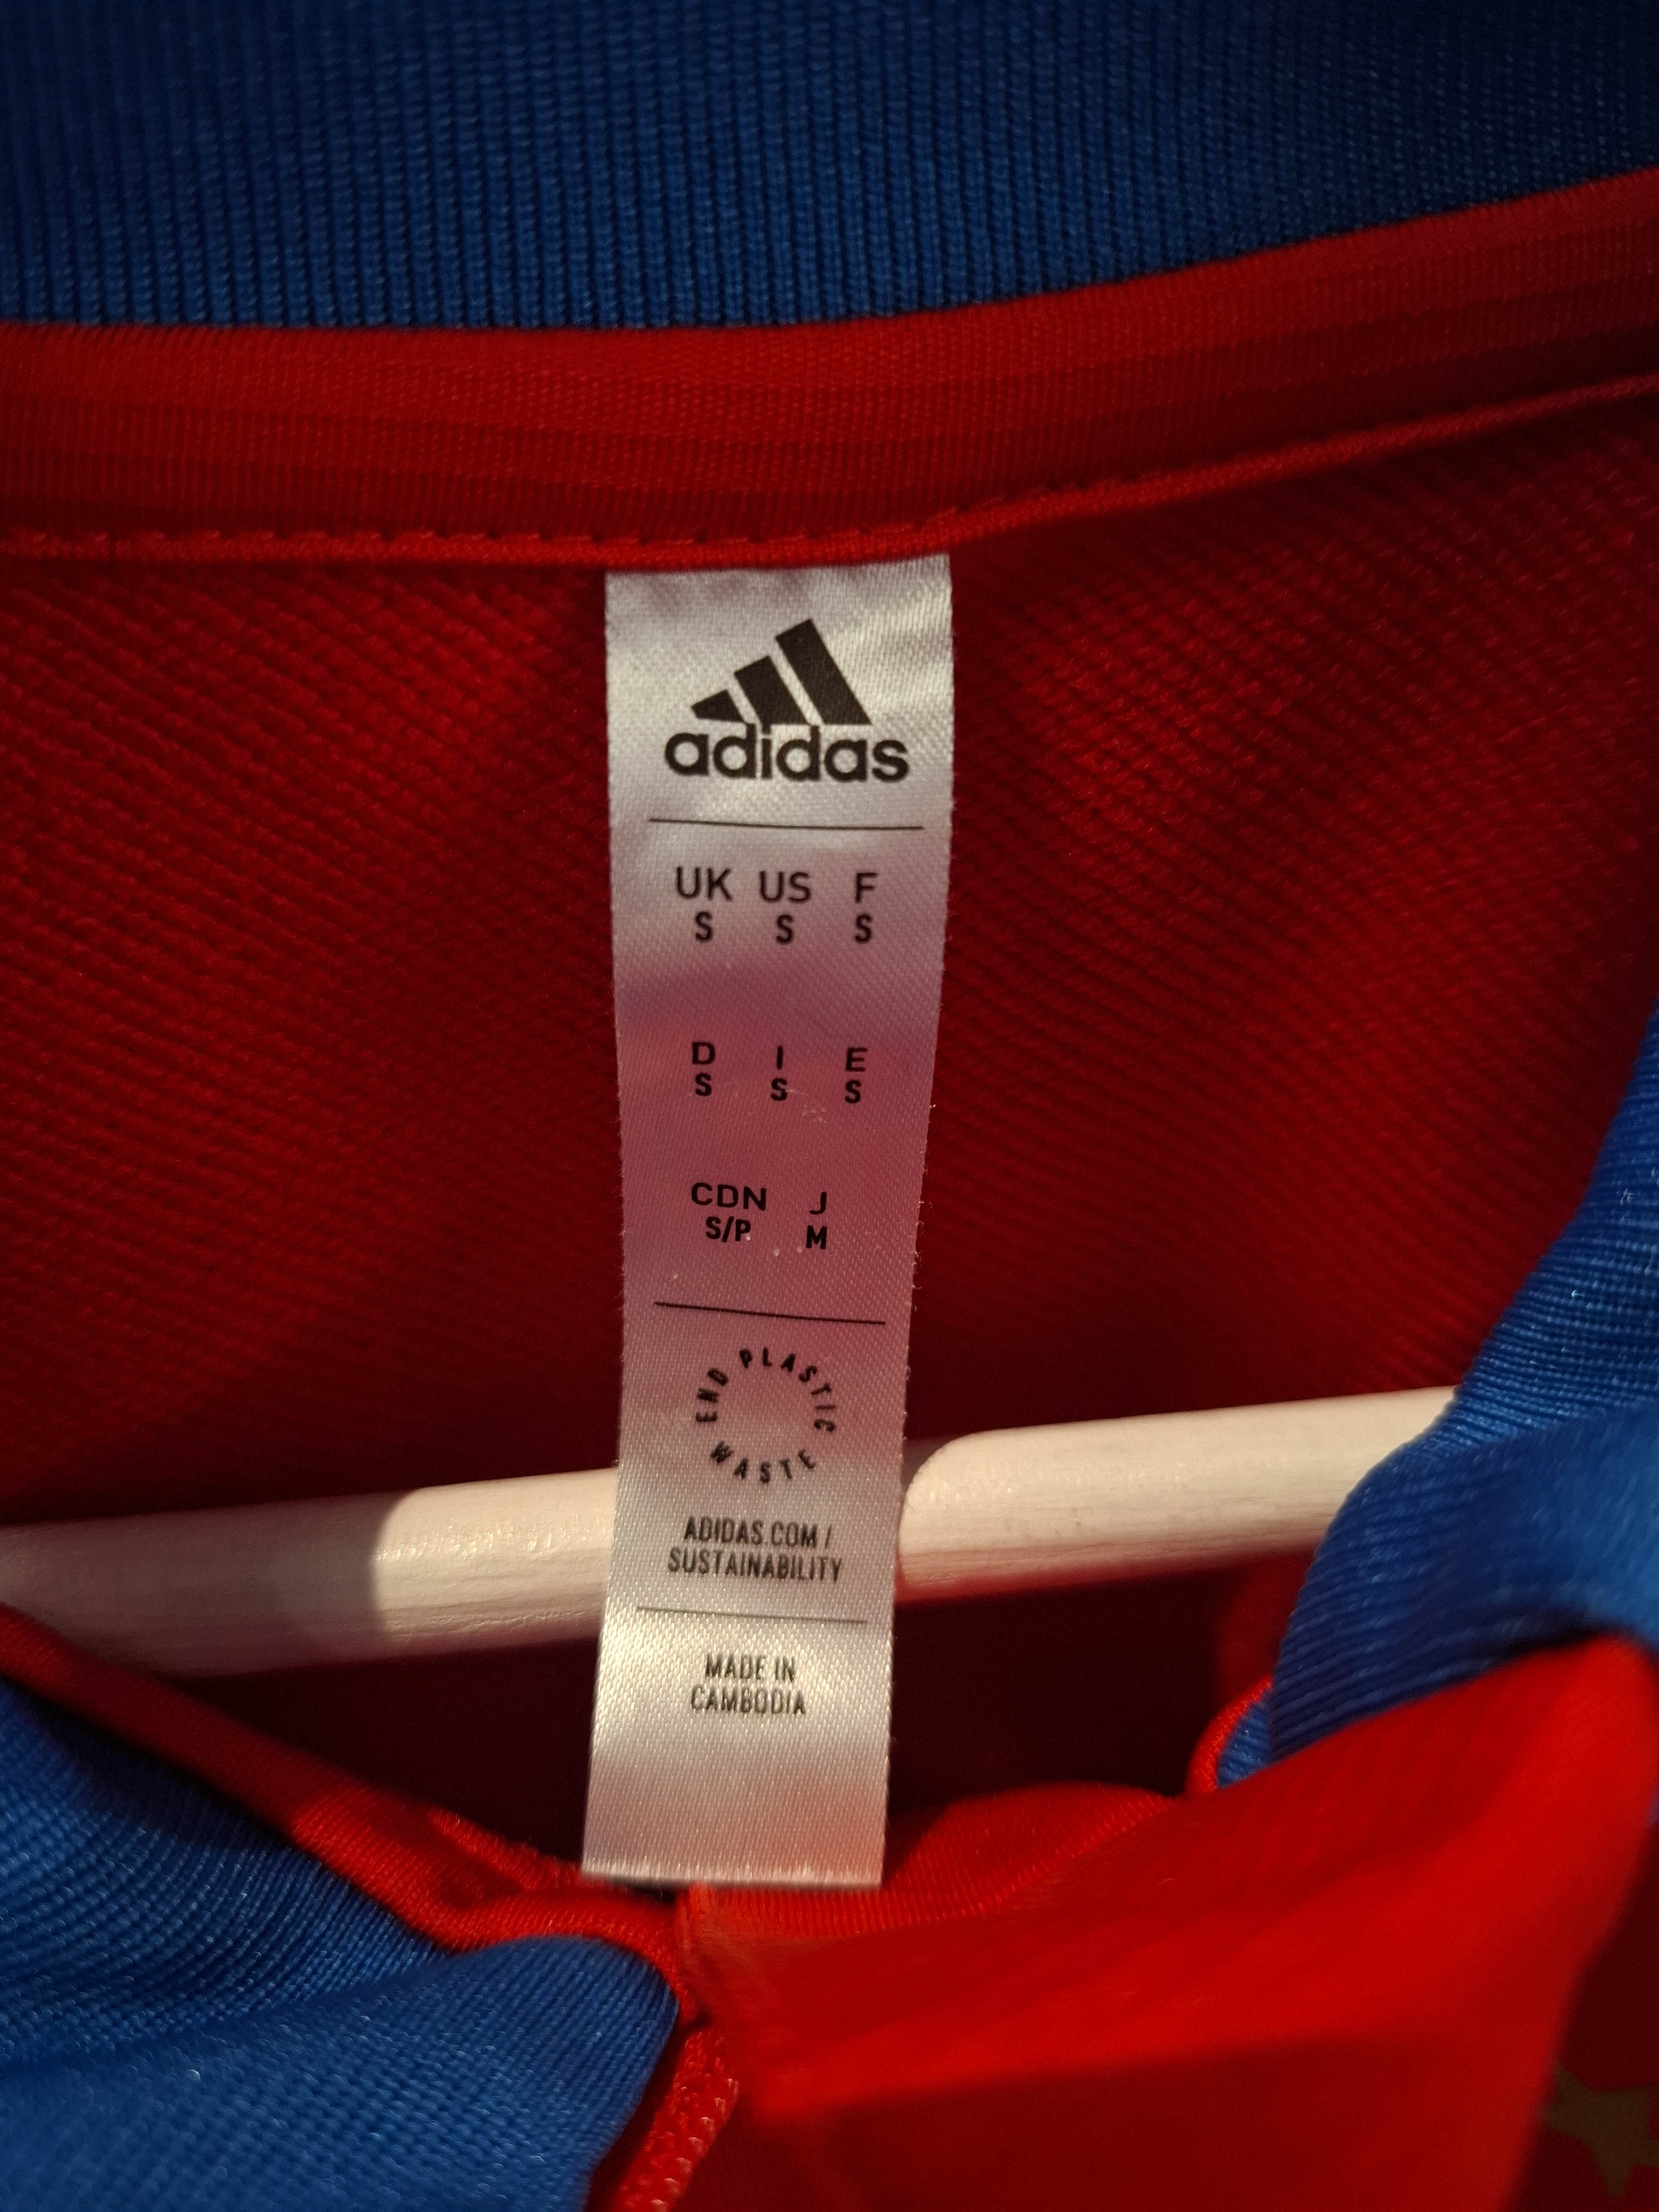 adidas
UK US F
S S S
D I E
S S S
CDN J
S/P M
END PLASTIC WASTE
ADIDAS.COM /
SUSTAINABILITY
MADE IN
CAMBODIA